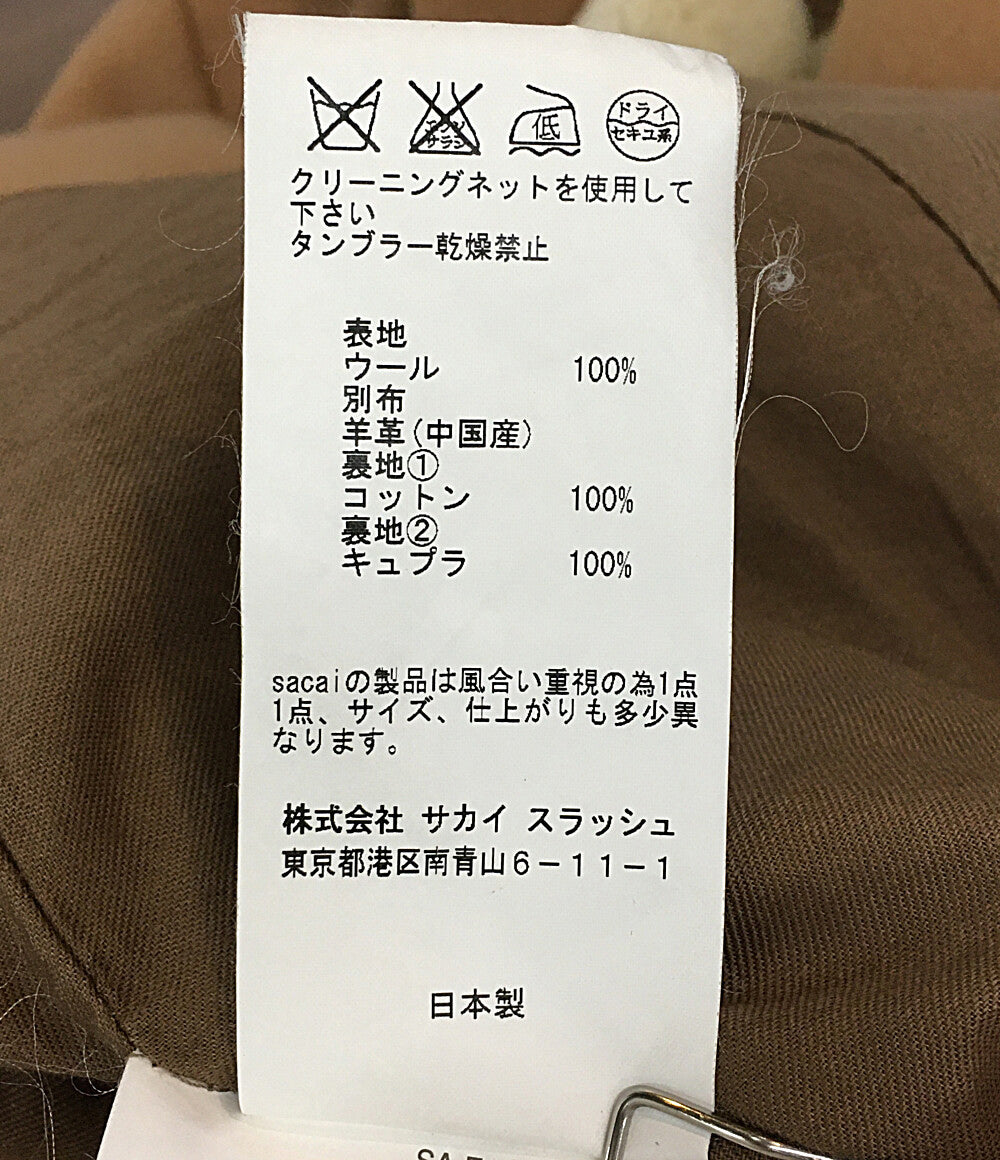 エンソサラシ
低
ドライ
セキユ系
クリーニングネットを使用して
下さい
タンブラー乾燥禁止
表地
ウール 100%
別布
羊革(中国産)
裏地①
コットン 100%
裏地②
キュプラ 100%
sacaiの製品は風合い重視の為1点
1点、サイズ、仕上がりも多少異
なります。
株式会社 サカイ スラッシュ
東京都港区南青山6−11−1
日本製